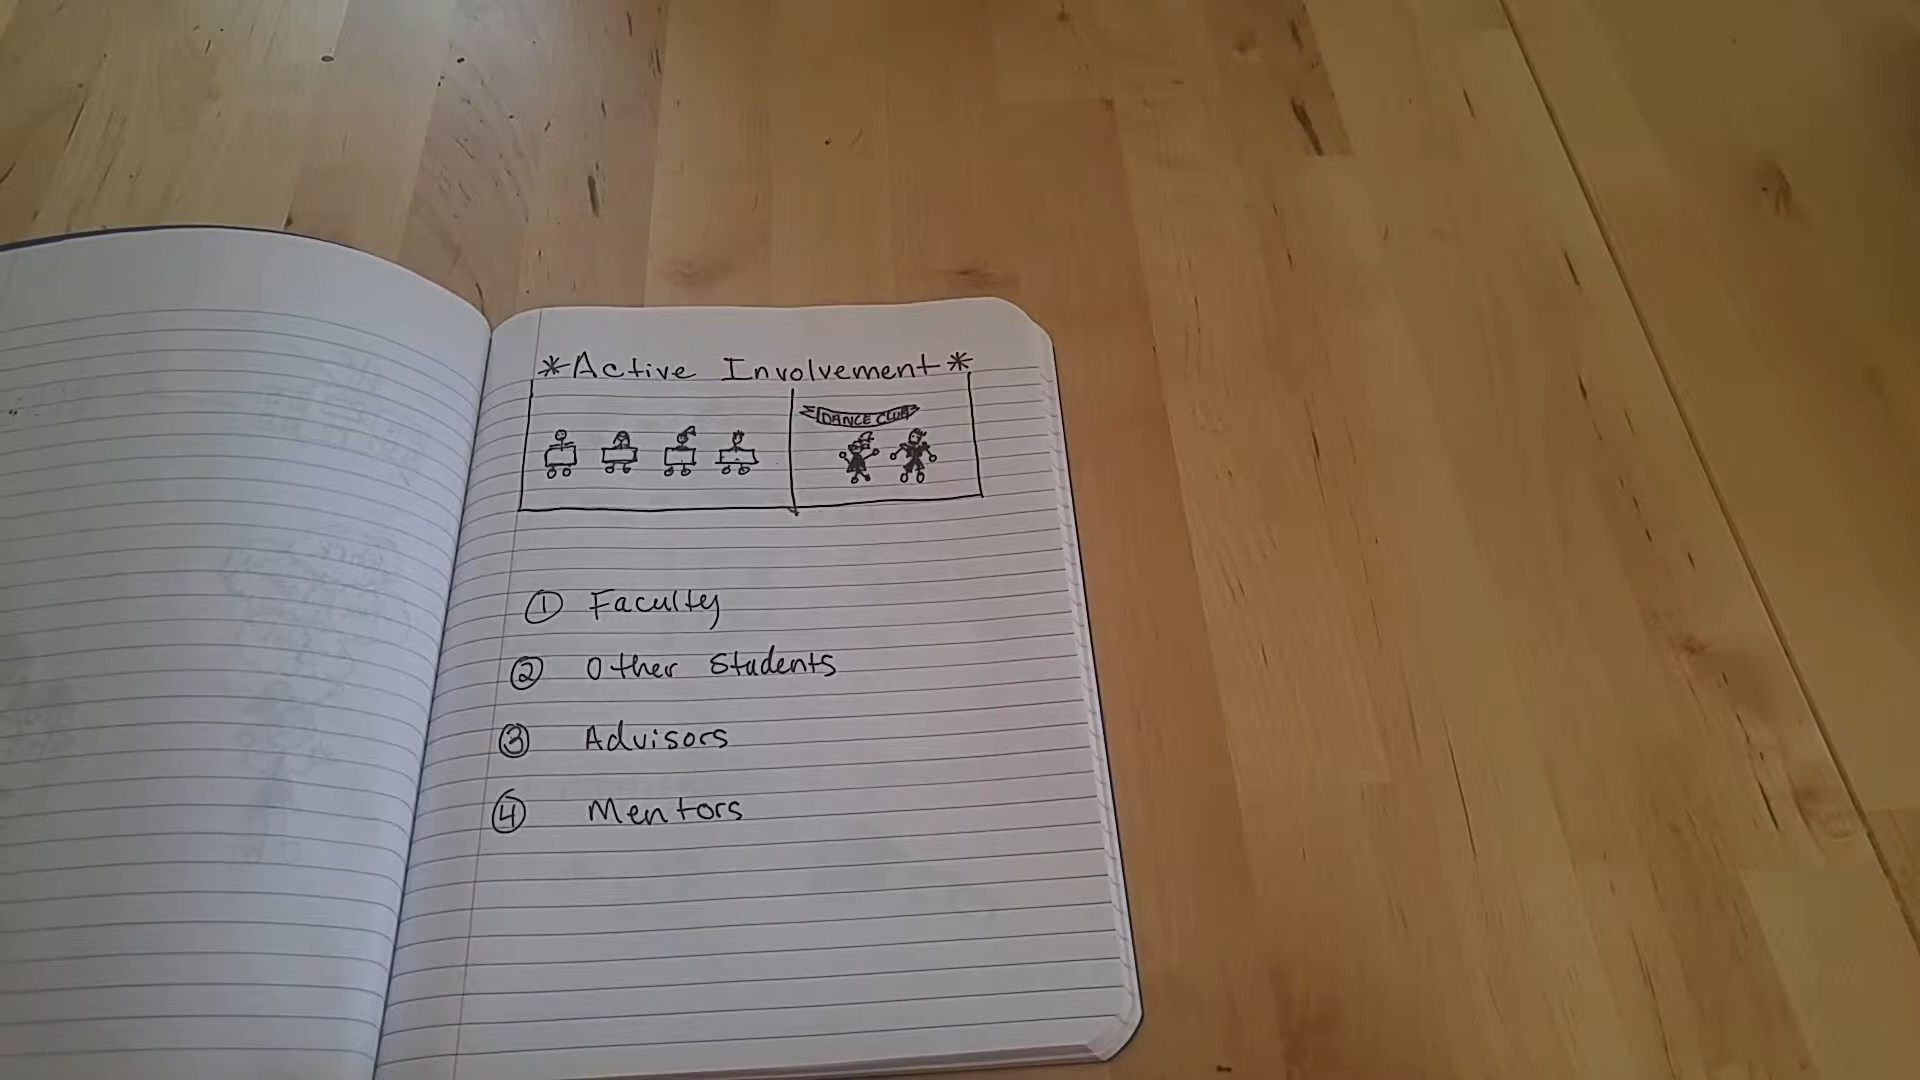 *Active Involvement*
DANCE CLUB
① Faculty
② Other Students
③ Advisors
④ Mentors